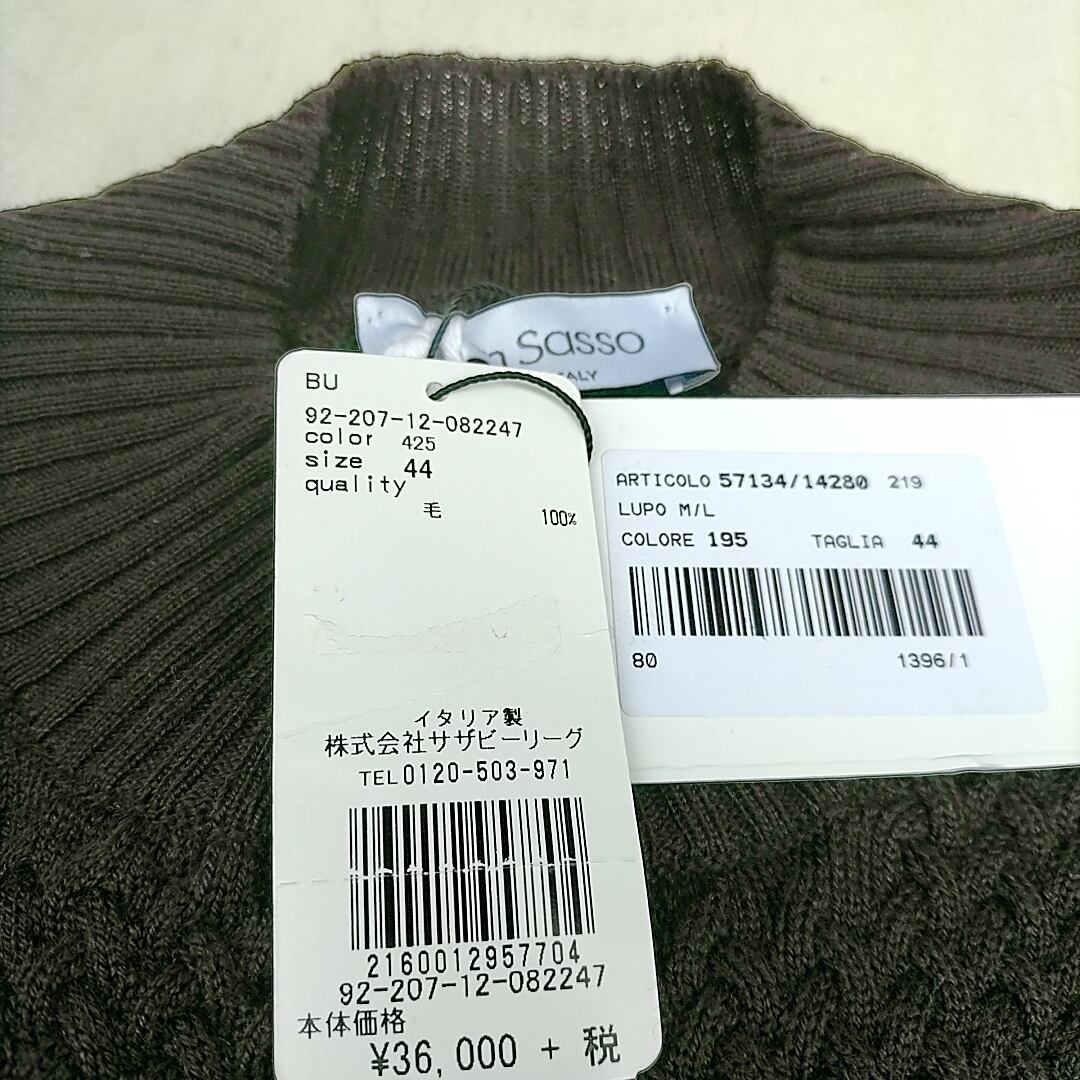 Sasso
BU
92-207-12-082247
color 425
size 44
quality
毛 100%
イタリア製
株式会社サザビーリーグ
TEL0120-503-971
2160012957704
92-207-12-082247
本体価格
¥36,000 + 税
ARTICOLO 57134/14280 219
LUPO M/L
COLORE 195 TAGLIA 44
80 1396/1